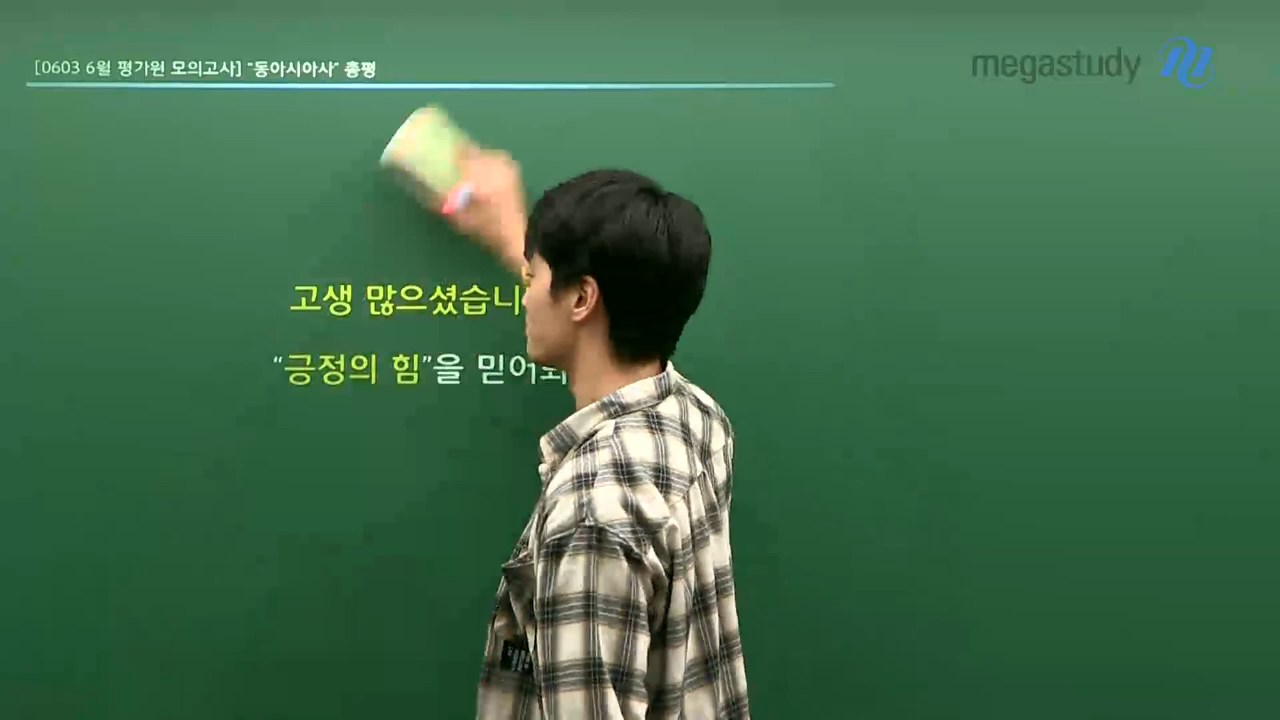 [0603 6월 평가원 모의고사] "동아시아사" 총평
megastudy
고생 많으셨습니
"긍정의 힘"을 믿어